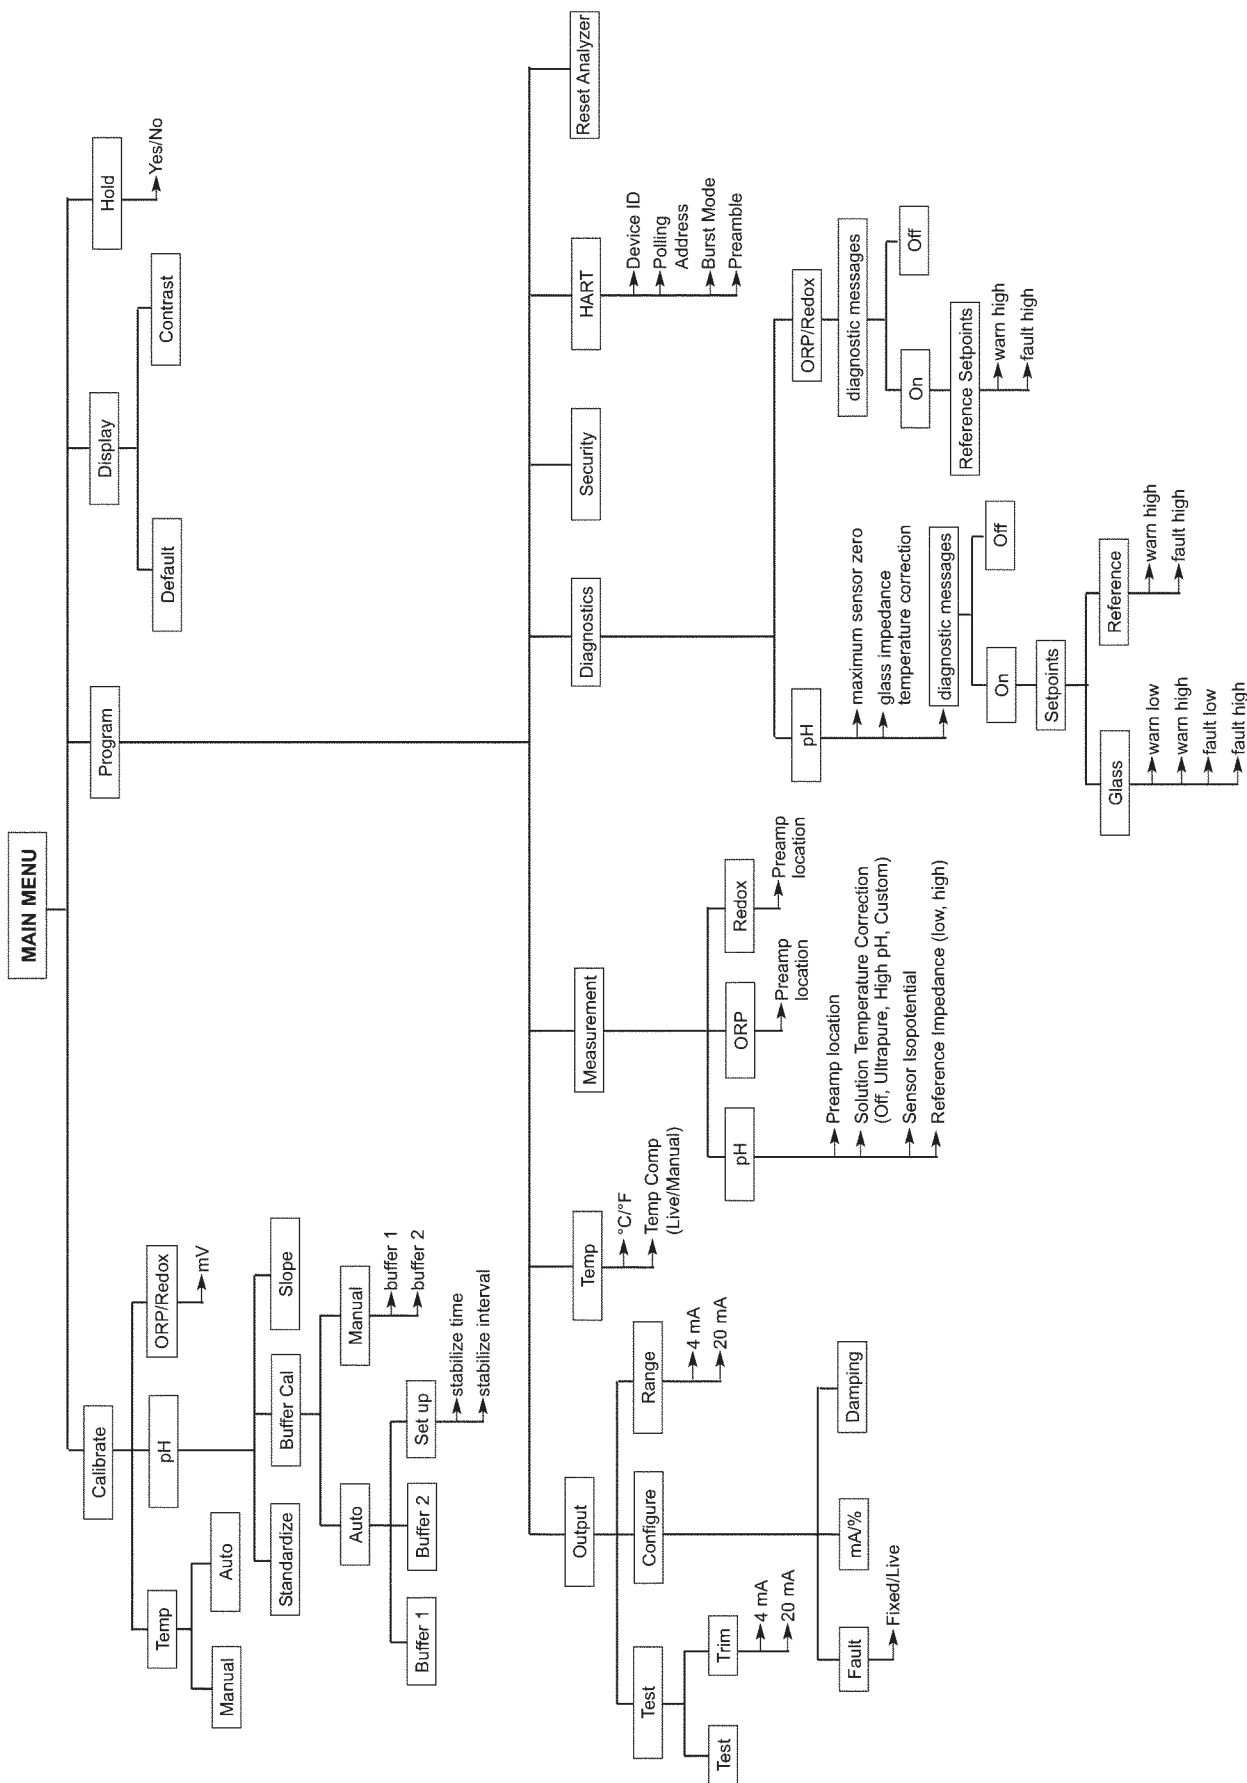 MAIN MENU
Calibrate
Program
Display
Hold
Yes/No
Default
Contrast
Temp
pH
ORP/Redox
mV
Manual
Auto
Standardize
Buffer Cal
Slope
Auto
Manual
buffer 1
buffer 2
Buffer 1
Buffer 2
Set up
stabilize time
stabilize interval
Output
Temp
Measurement
Diagnostics
Security
HART
Reset Analyzer
Test
Configure
Range
4 mA
20 mA
Test
Trim
4 mA
20 mA
Fault
mA/%
Damping
Fixed/Live
°C/°F
Temp Comp
(Live/Manual)
pH
ORP
Redox
Preamp
location
Preamp
location
Preamp location
Solution Temperature Correction
(Off, Ultrapure, High pH, Custom)
Sensor Isopotential
Reference Impedance (low, high)
Device ID
Polling
Address
Burst Mode
Preamble
pH
ORP/Redox
maximum sensor zero
glass impedance
temperature correction
diagnostic messages
On
Off
Setpoints
Glass
Reference
warn low
warn high
fault low
fault high
warn high
fault high
diagnostic messages
On
Off
Reference Setpoints
warn high
fault high